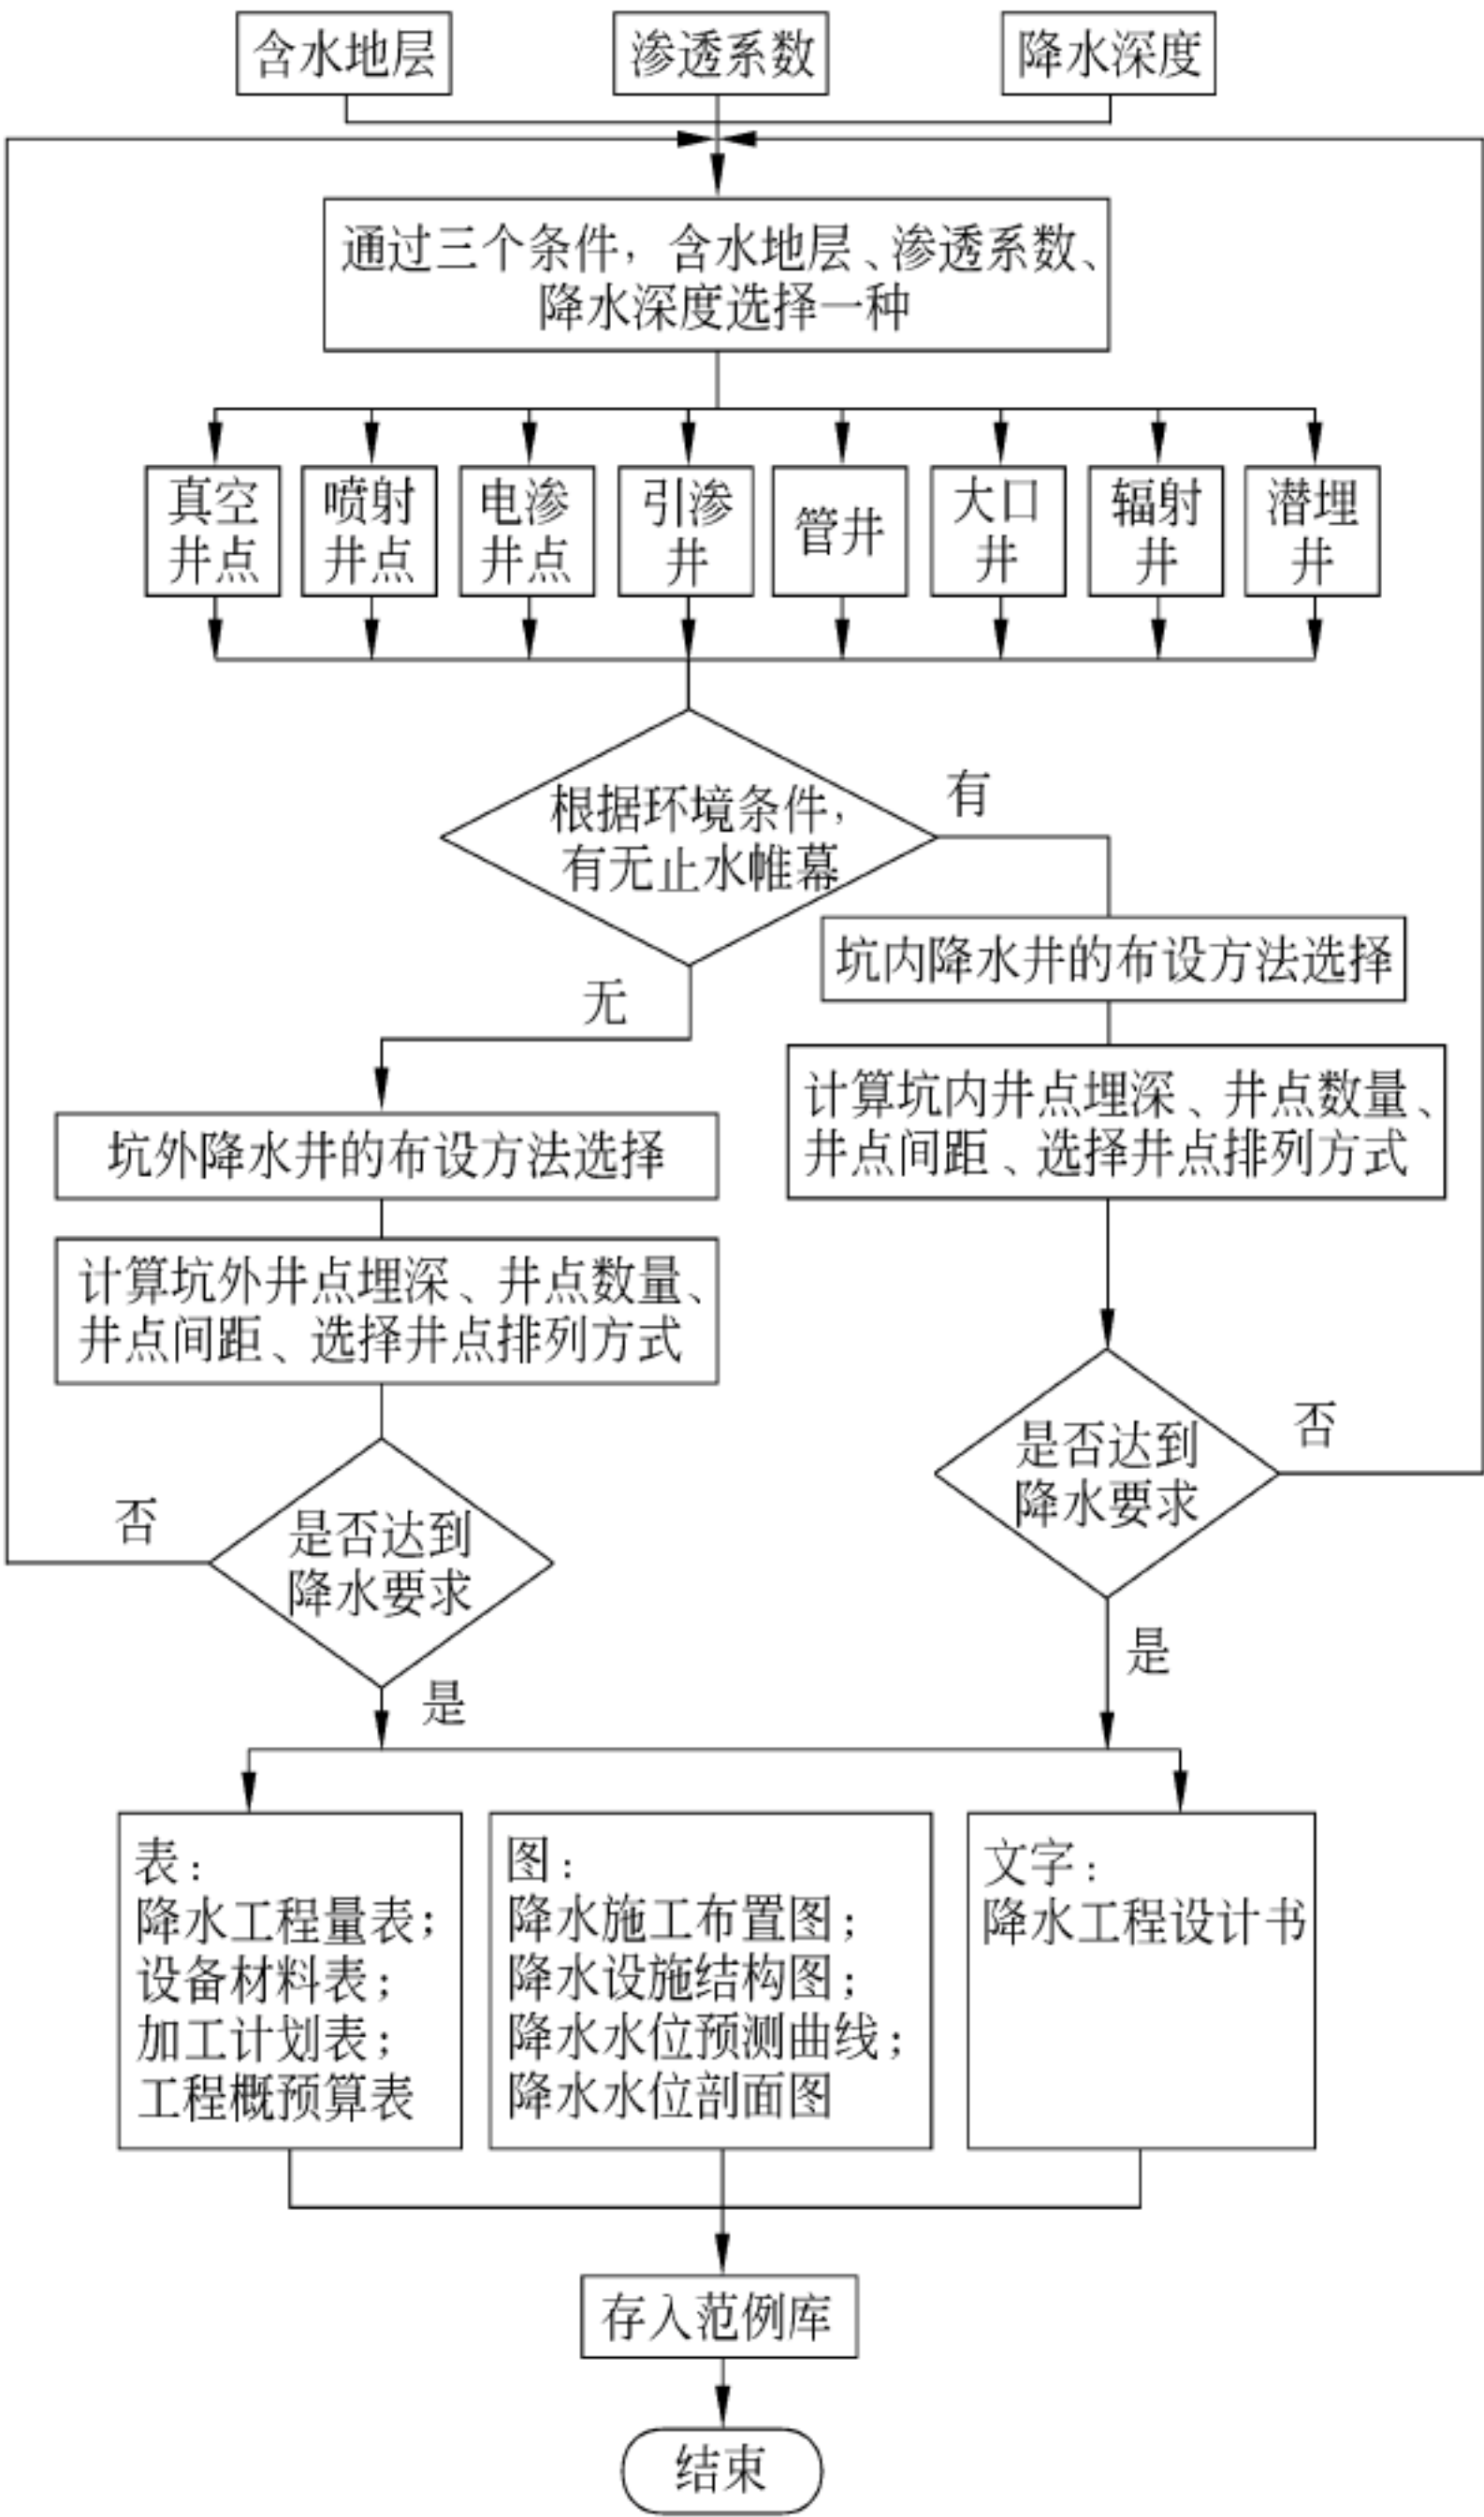 含水地层
渗透系数
降水深度
通过三个条件，含水地层、渗透系数、
降水深度选择一种
真空
井点
喷射
井点
电渗
井点
引渗
井
管井
大口
井
辐射
井
潜埋
井
根据环境条件，
有无止水帷幕
有
无
坑内降水井的布设方法选择
计算坑内井点埋深、井点数量、
井点间距、选择井点排列方式
坑外降水井的布设方法选择
计算坑外井点埋深、井点数量、
井点间距、选择井点排列方式
是否达到
降水要求
否
是
是否达到
降水要求
否
是
表：
降水工程量表；
设备材料表；
加工计划表；
工程概预算表
图：
降水施工布置图；
降水设施结构图；
降水水位预测曲线；
降水水位剖面图
文字：
降水工程设计书
存入范例库
结束